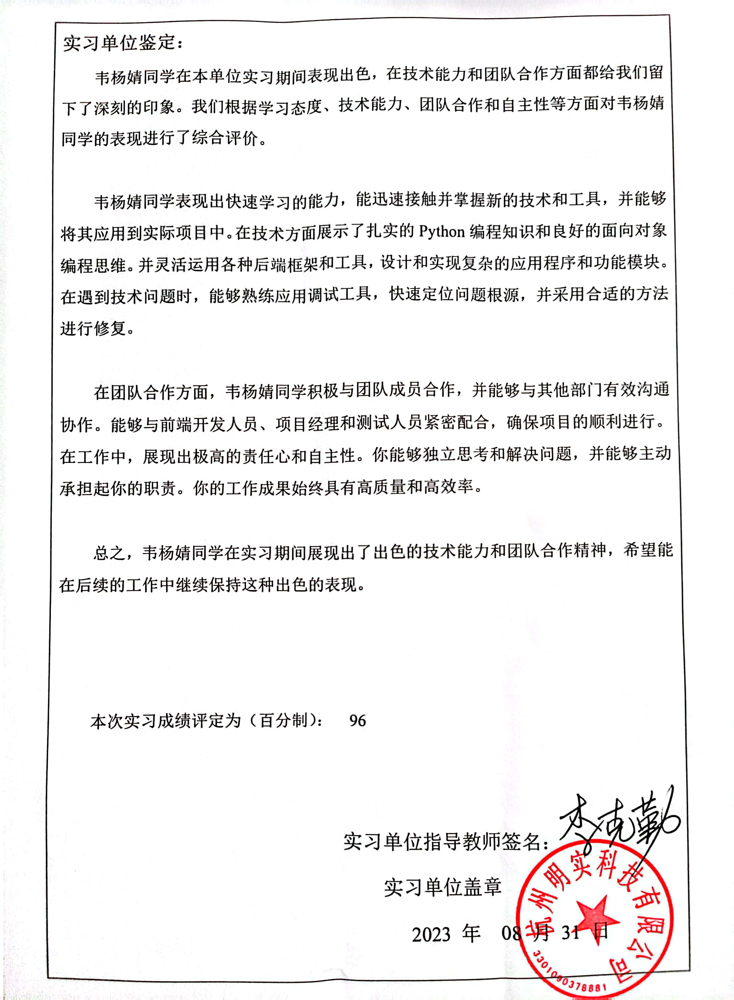 实习单位鉴定：
韦杨婧同学在本单位实习期间表现出色，在技术能力和团队合作方面都给我们留
下了深刻的印象。我们根据学习态度、技术能力、团队合作和自主性等方面对韦杨婧
同学的表现进行了综合评价。
韦杨婧同学表现出快速学习的能力，能迅速接触并掌握新的技术和工具，并能够
将其应用到实际项目中。在技术方面展示了扎实的 Python 编程知识和良好的面向对象
编程思维。并灵活运用各种后端框架和工具，设计和实现复杂的应用程序和功能模块。
在遇到技术问题时，能够熟练应用调试工具，快速定位问题根源，并采用合适的方法
进行修复。
在团队合作方面，韦杨婧同学积极与团队成员合作，并能够与其他部门有效沟通
协作。能够与前端开发人员、项目经理和测试人员紧密配合，确保项目的顺利进行。
在工作中，展现出极高的责任心和自主性。你能够独立思考和解决问题，并能够主动
承担起你的职责。你的工作成果始终具有高质量和高效率。
总之，韦杨婧同学在实习期间展现出了出色的技术能力和团队合作精神，希望能
在后续的工作中继续保持这种出色的表现。
本次实习成绩评定为（百分制）： 96
实习单位指导教师签名：李克勤
实习单位盖章
2023 年 08 月 31 日
杭州明实科技有限公司
3301090378881